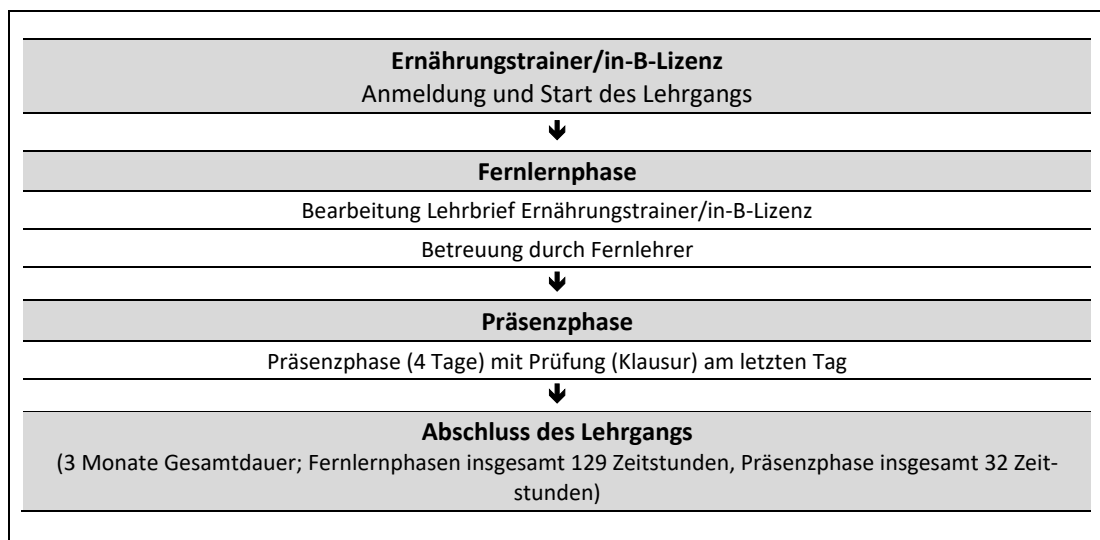 Ernährungstrainer/in-B-Lizenz
Anmeldung und Start des Lehrgangs
🡻
Fernlernphase
Bearbeitung Lehrbrief Ernährungstrainer/in-B-Lizenz
Betreuung durch Fernlehrer
🡻
Präsenzphase
Präsenzphase (4 Tage) mit Prüfung (Klausur) am letzten Tag
🡻
Abschluss des Lehrgangs
(3 Monate Gesamtdauer; Fernlernphasen insgesamt 129 Zeitstunden, Präsenzphase insgesamt 32 Zeit-
stunden)